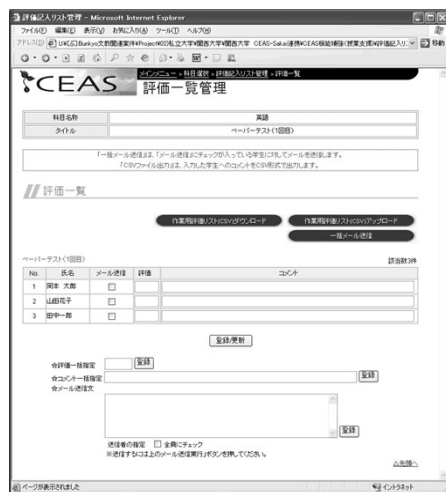 評価記入リスト管理 - Microsoft Internet Explorer
ファイル(F) 編集(E) 表示(V) お気に入り(A) ツール(T) ヘルプ(H)
アドレス(D) 移動
CEAS
メインメニュー > 科目選択 > 評価記入リスト管理 > 評価一覧
評価一覧管理
科目名称 英語
タイトル ペーパーテスト(1回目)
「一括メール送信」は、「メール送信」にチェックが入っている学生に対してメールを送信します。
「CSVファイル出力」は、入力した学生へのコメントをCSV形式で出力します。
評価一覧
作業用評価リスト(CSV)ダウンロード 作業用評価リスト(CSV)アップロード
一括メール送信
ペーパーテスト(1回目) 該当数3件
No. 氏名 メール送信 評価 コメント
1 岡本 太郎
2 山田花子
3 田中一郎
登録/更新
☆評価一括指定 登録
☆コメント一括指定 登録
☆メール送信文
登録
送信者の指定 全員にチェック
※送信するには上のメール送信実行ボタンを押してください。
△先頭へ
ページが表示されました イントラネット